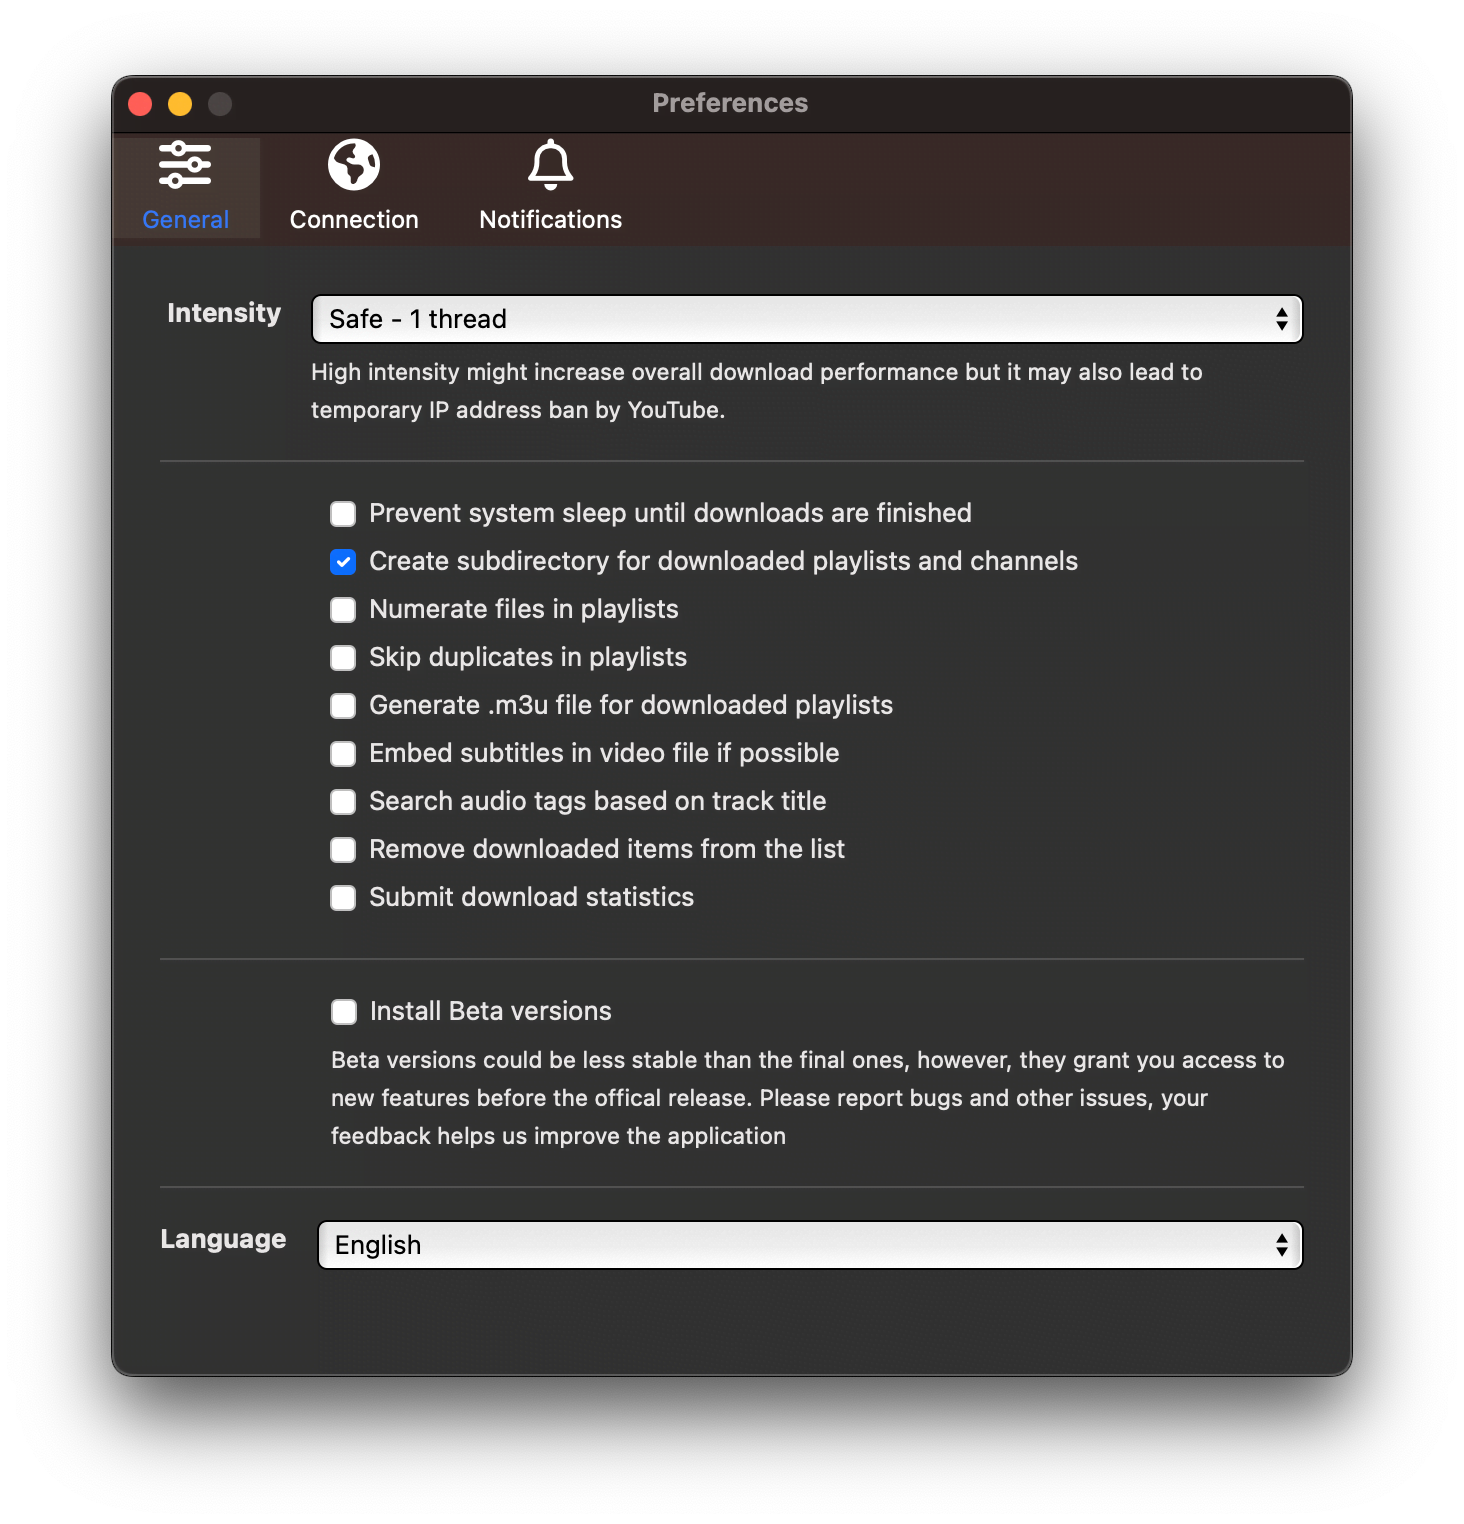 Preferences
General
Connection
Notifications
Intensity
Safe - 1 thread
High intensity might increase overall download performance but it may also lead to
temporary IP address ban by YouTube.
Prevent system sleep until downloads are finished
Create subdirectory for downloaded playlists and channels
Numerate files in playlists
Skip duplicates in playlists
Generate .m3u file for downloaded playlists
Embed subtitles in video file if possible
Search audio tags based on track title
Remove downloaded items from the list
Submit download statistics
Install Beta versions
Beta versions could be less stable than the final ones, however, they grant you access to
new features before the offical release. Please report bugs and other issues, your
feedback helps us improve the application
Language
English